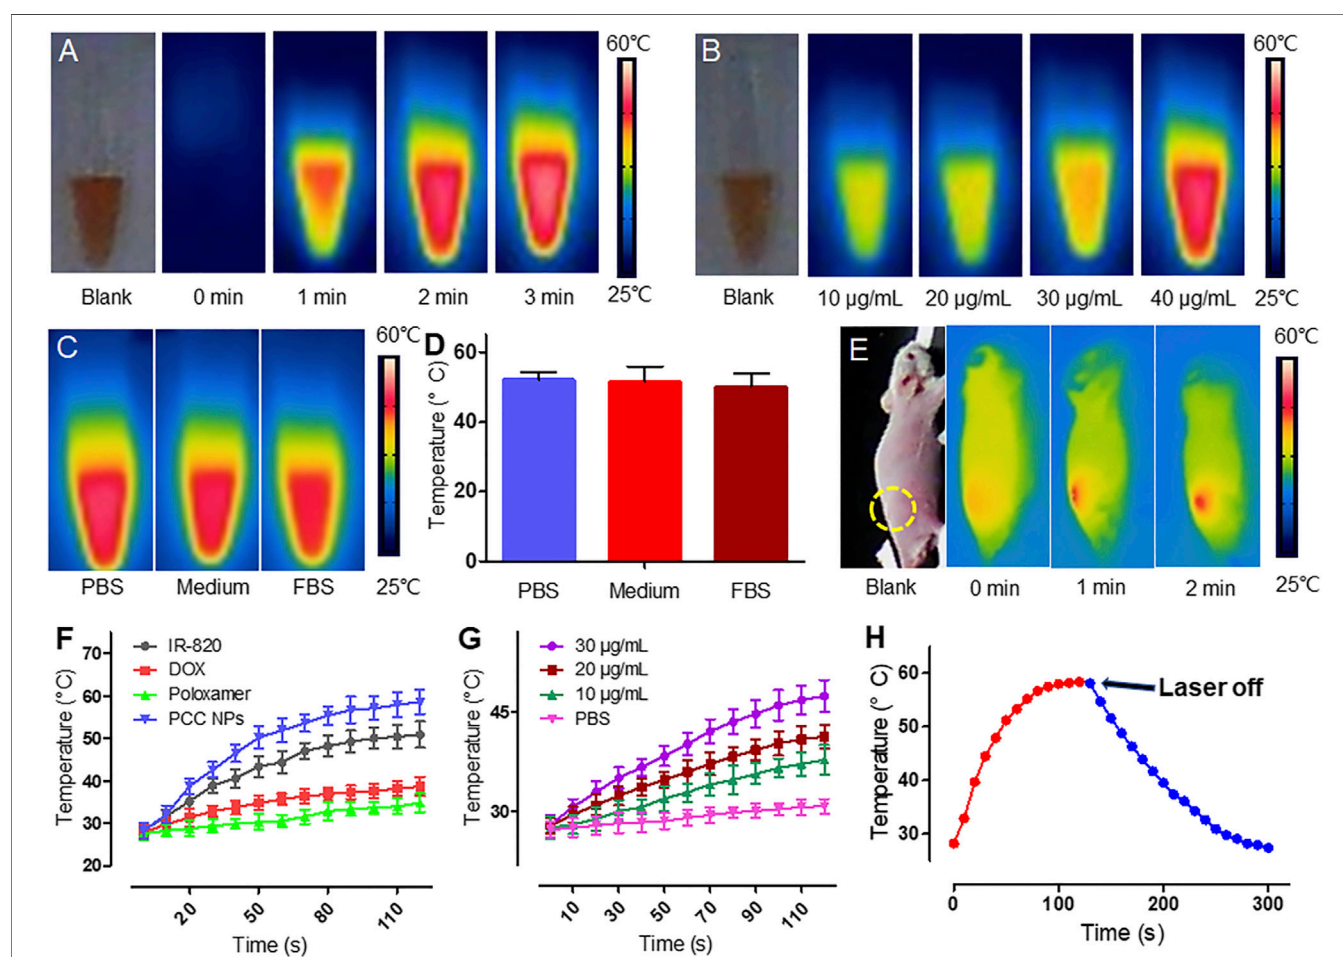 A
60℃
Blank
0 min
1 min
2 min
3 min
25℃
B
60℃
Blank
10 µg/mL
20 µg/mL
30 µg/mL
40 µg/mL
25℃
C
60℃
PBS
Medium
FBS
25℃
D
Temperature (° C)
60
40
20
0
PBS
Medium
FBS
E
60℃
Blank
0 min
1 min
2 min
25℃
F
Temperature (°C)
70
60
50
40
30
20
IR-820
DOX
Poloxamer
PCC NPs
20
50
80
110
Time (s)
G
Temperature (°C)
45
30
30 µg/mL
20 µg/mL
10 µg/mL
PBS
10
30
50
70
90
110
Time (s)
H
Temperature (° C)
60
50
40
30
Laser off
0
100
200
300
Time (s)